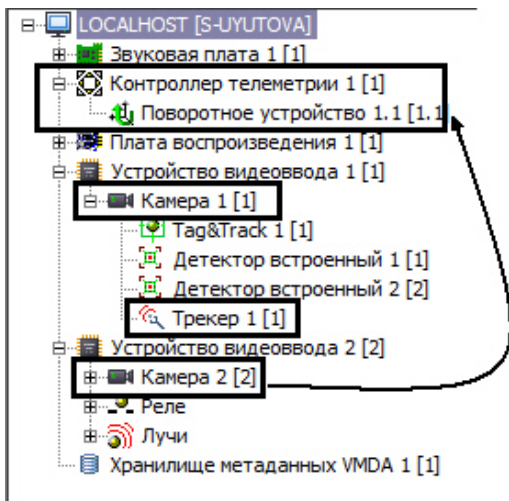 LOCALHOST [S-UYUTOVA]
Звуковая плата 1 [1]
Контроллер телеметрии 1 [1]
Поворотное устройство 1.1 [1.1
Плата воспроизведения 1 [1]
Устройство видеоввода 1 [1]
Камера 1 [1]
Tag&Track 1 [1]
Детектор встроенный 1 [1]
Детектор встроенный 2 [2]
Трекер 1 [1]
Устройство видеоввода 2 [2]
Камера 2 [2]
Реле
Лучи
Хранилище метаданных VMDA 1 [1]